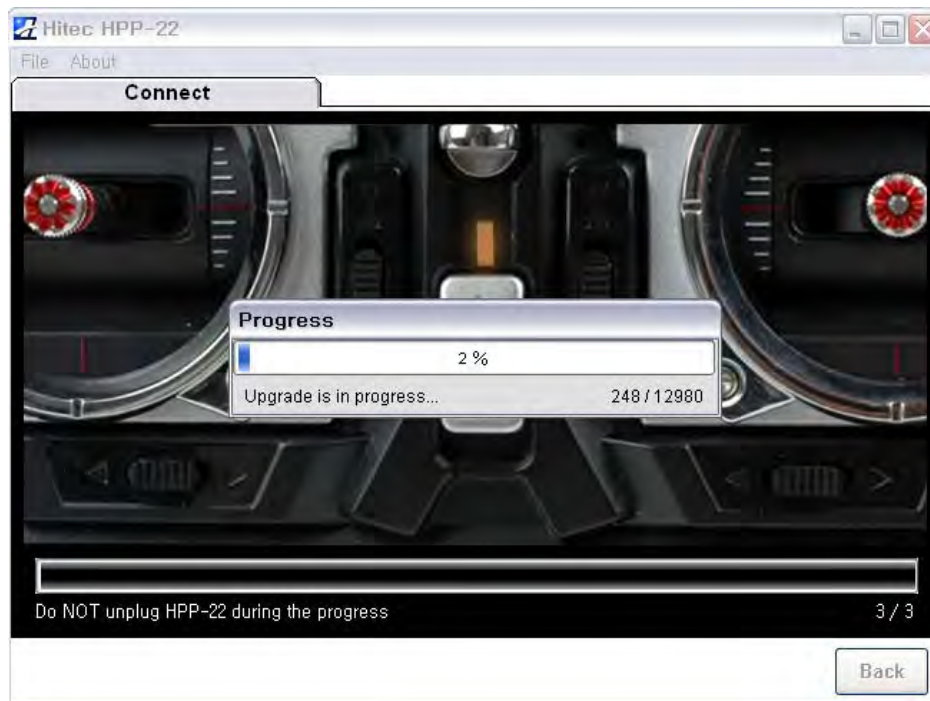 Hitec HPP-22
File About
Connect
Progress
2 %
Upgrade is in progress...
248 / 12980
Do NOT unplug HPP-22 during the progress
3 / 3
Back